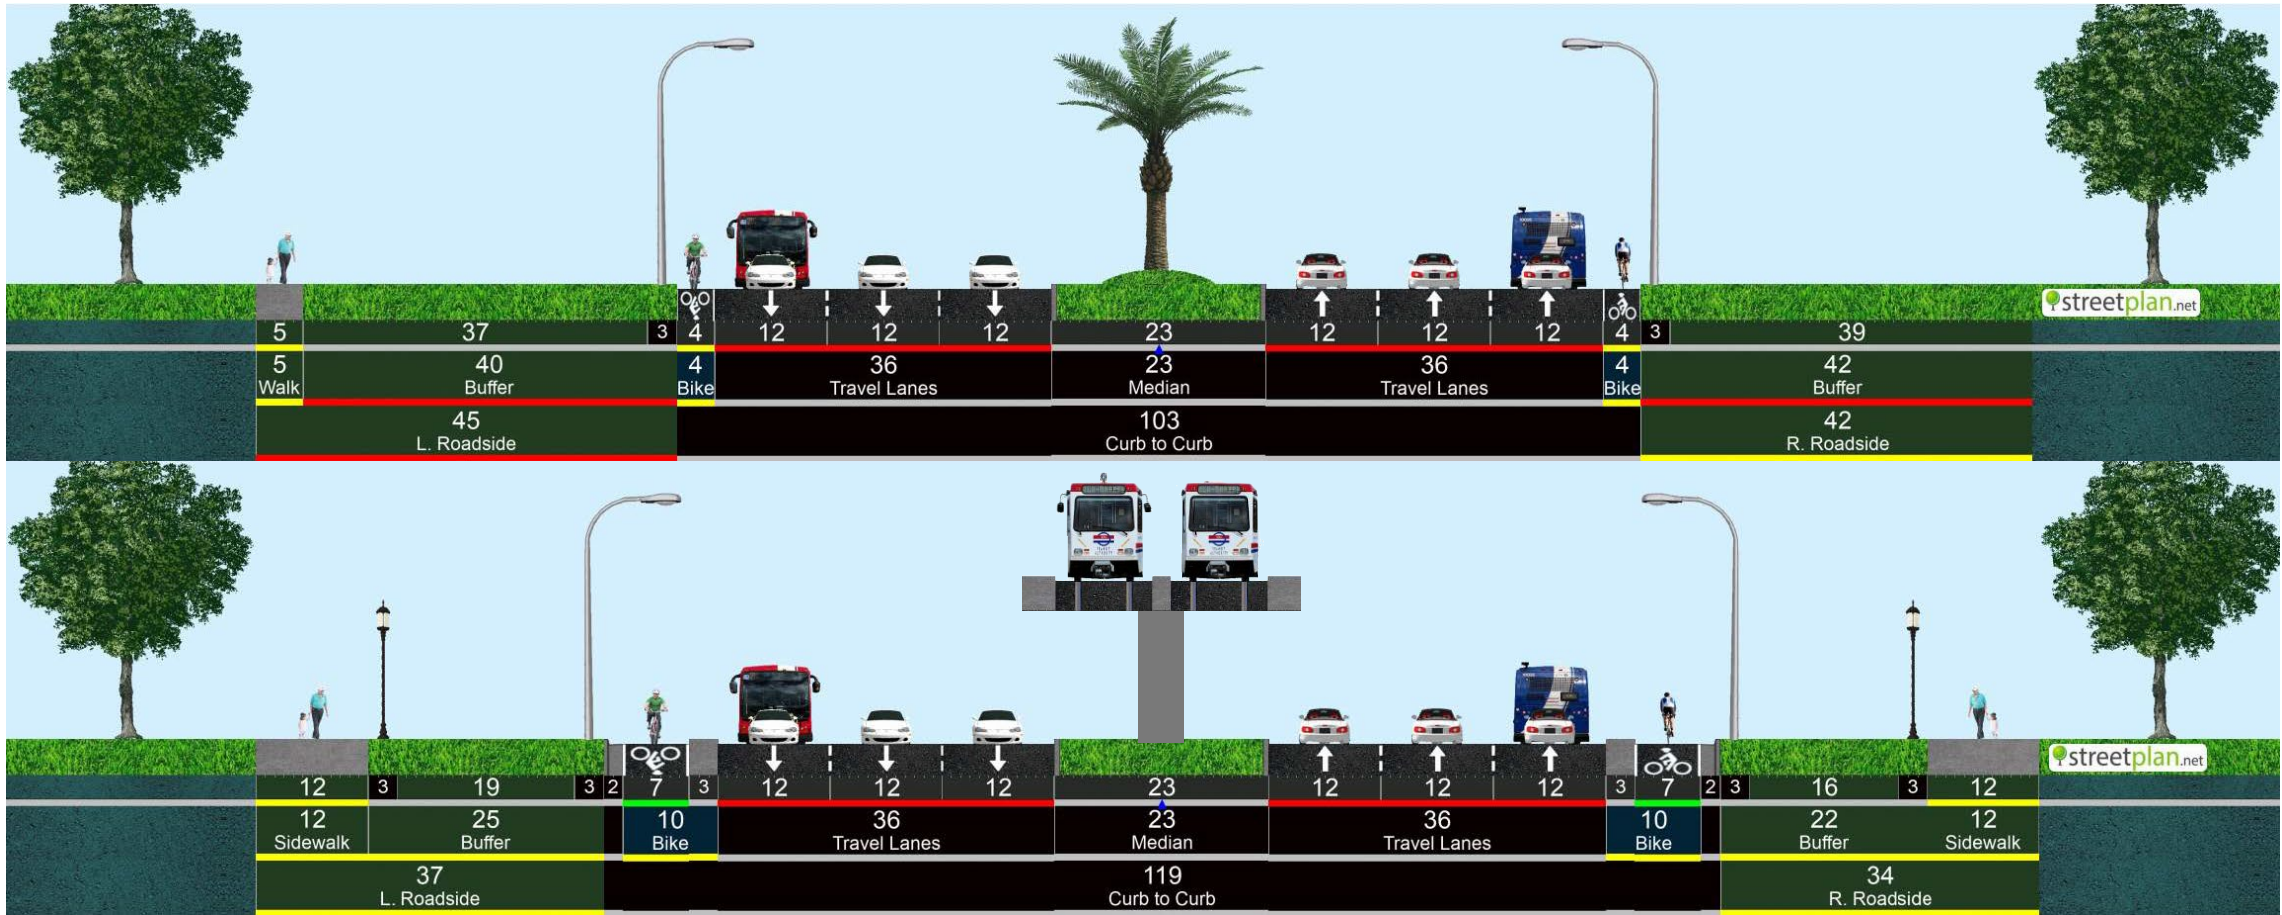 5 37 3 4 12 12 12 23 12 12 12 4 3 39
5 40 4 36 23 36 4 42
Walk Buffer Bike Travel Lanes Median Travel Lanes Bike Buffer
45 103 42
L. Roadside Curb to Curb R. Roadside
streetplan.net
12 3 19 3 2 7 3 12 12 12 23 12 12 12 3 7 2 3 16 3 12
12 25 10 36 23 36 10 22 12
Sidewalk Buffer Bike Travel Lanes Median Travel Lanes Bike Buffer Sidewalk
37 119 34
L. Roadside Curb to Curb R. Roadside
streetplan.net